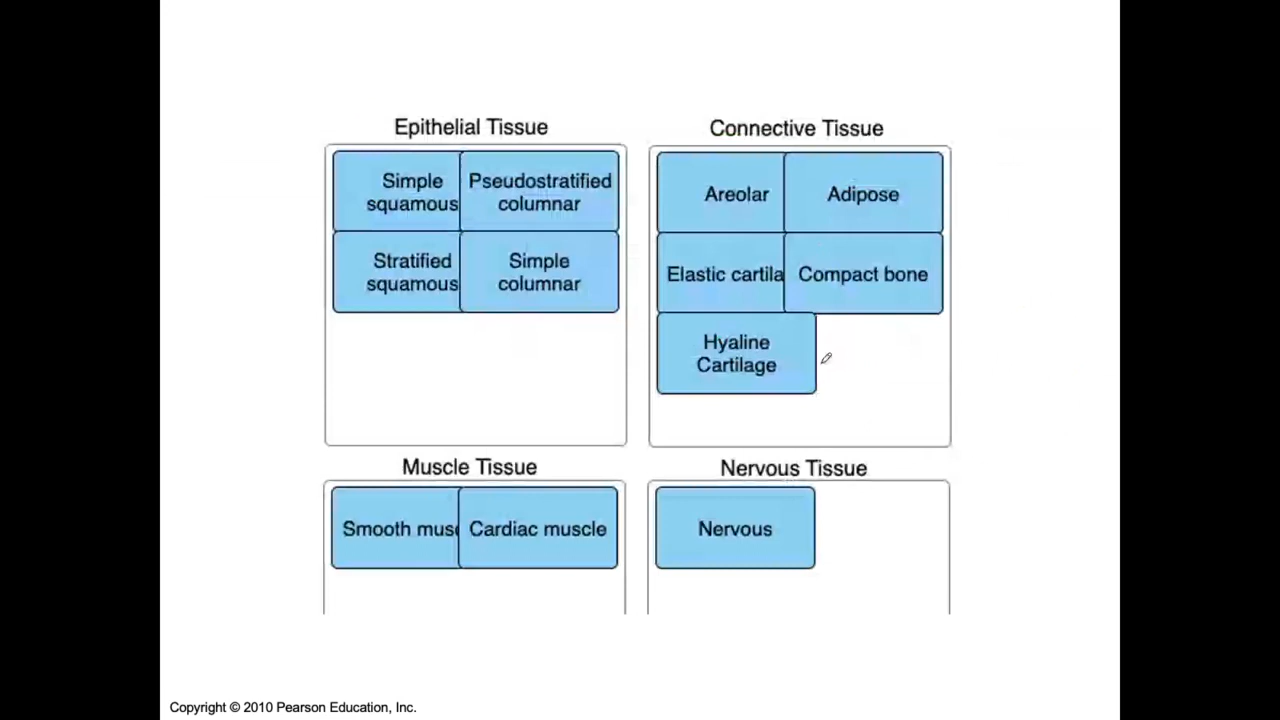 Epithelial Tissue
Simple
squamous
Pseudostratified
columnar
Stratified
squamous
Simple
columnar
Connective Tissue
Areolar
Adipose
Elastic cartila
Compact bone
Hyaline
Cartilage
Muscle Tissue
Smooth musc
Cardiac muscle
Nervous Tissue
Nervous
Copyright © 2010 Pearson Education, Inc.